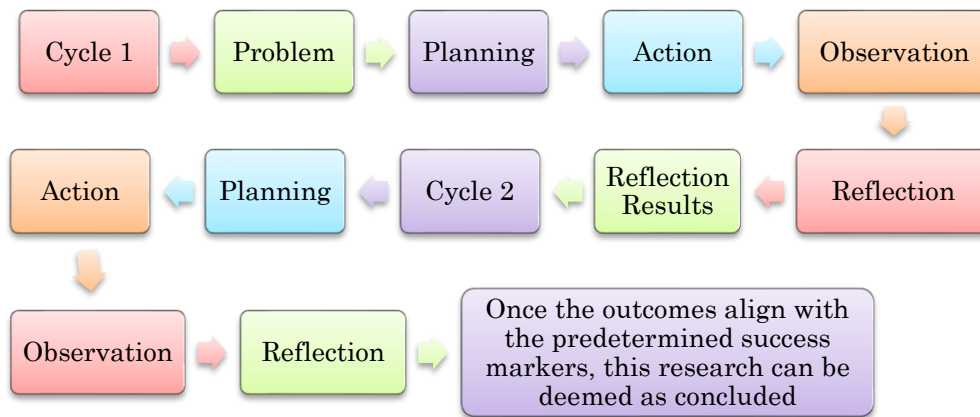 Cycle 1
Problem
Planning
Action
Observation
Reflection
Reflection
Results
Cycle 2
Planning
Action
Observation
Reflection
Once the outcomes align with
the predetermined success
markers, this research can be
deemed as concluded